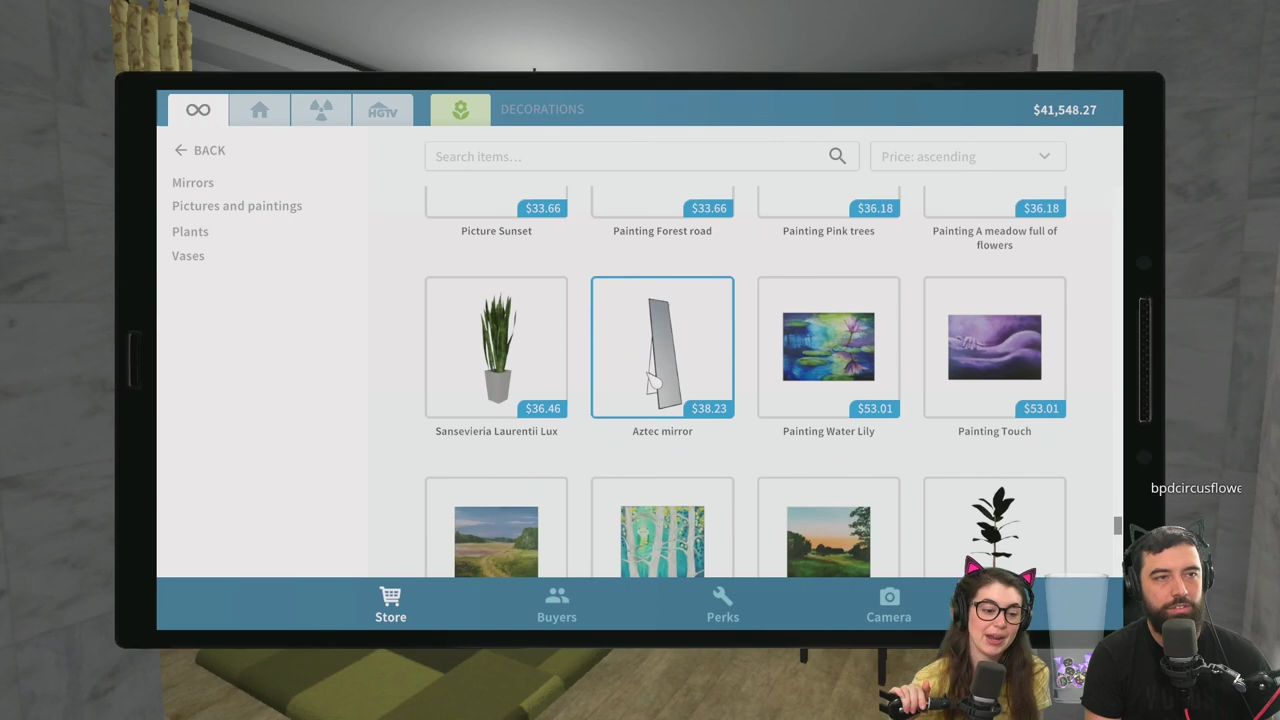 HGTV
DECORATIONS
$41,548.27
BACK
Search items...
Price: ascending
Mirrors
Pictures and paintings
Plants
Vases
$33.66
$33.66
$36.18
$36.18
Picture Sunset
Painting Forest road
Painting Pink trees
Painting A meadow full of
flowers
$36.46
$38.23
$53.01
$53.01
Sansevieria Laurentii Lux
Aztec mirror
Painting Water Lily
Painting Touch
bpdcircusflowe
Store
Buyers
Perks
Camera